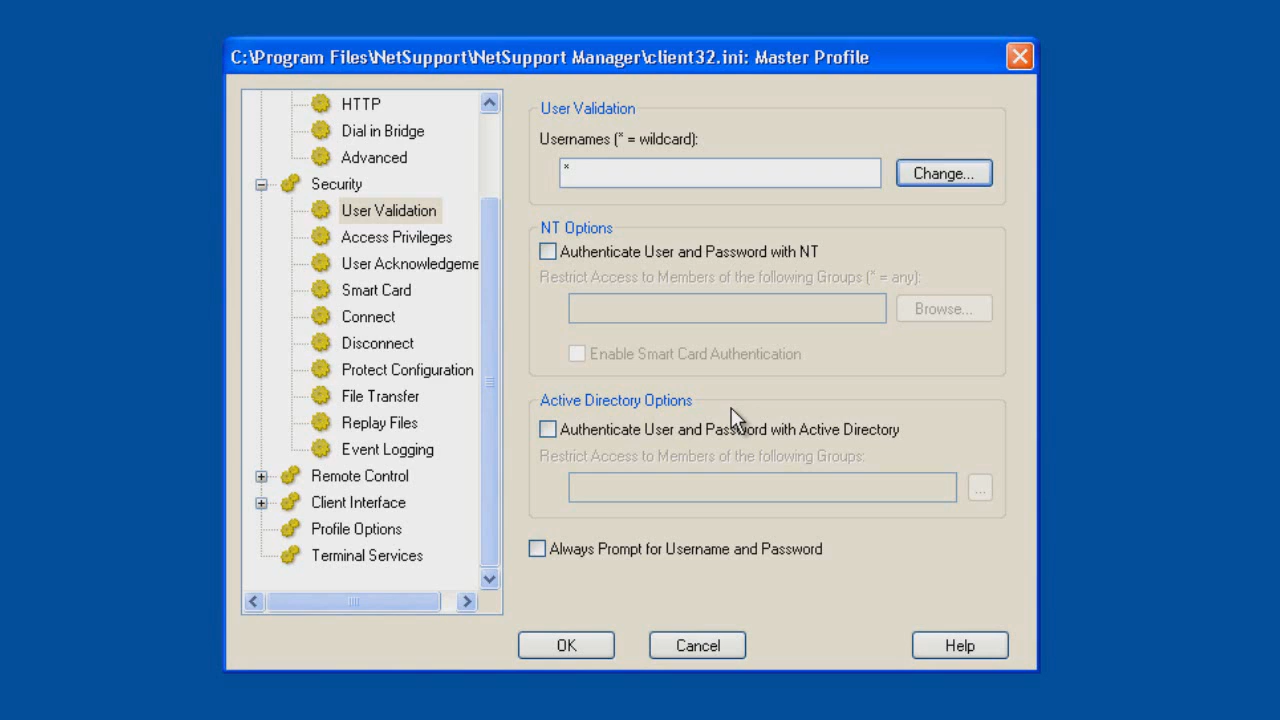 C:\Program Files\NetSupport\NetSupport Manager\client32.ini: Master Profile
HTTP
Dial in Bridge
Advanced
Security
User Validation
Access Privileges
User Acknowledgeme
Smart Card
Connect
Disconnect
Protect Configuration
File Transfer
Replay Files
Event Logging
Remote Control
Client Interface
Profile Options
Terminal Services
User Validation
Usernames (* = wildcard):
*
Change...
NT Options
Authenticate User and Password with NT
Restrict Access to Members of the following Groups (* = any):
Browse...
Enable Smart Card Authentication
Active Directory Options
Authenticate User and Password with Active Directory
Restrict Access to Members of the following Groups:
...
Always Prompt for Username and Password
OK
Cancel
Help